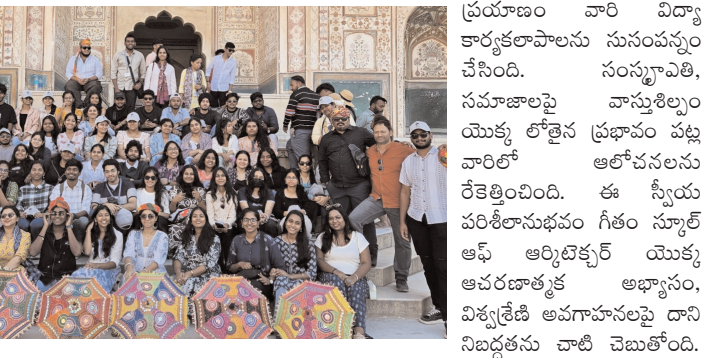 ప్రయాణం వారి విద్యా
కార్యకలాపాలను సుసంపన్నం
చేసింది. సంస్కృాఎతి,
సమాజాలపై వాస్తుశిల్పం
యొక్క లోతైన ప్రభావం పట్ల
వారిలో ఆలోచనలను
రేకెత్తించింది. ఈ స్వీయ
పరిశీలానుభవం గీతం స్కూల్
ఆఫ్ ఆర్కిటెక్చర్ యొక్క
ఆచరణాత్మక అభ్యాసం,
విశ్వశ్రేణి అవగాహనలపై దాని
నిబద్ధతను చాటి చెబుతోంది.